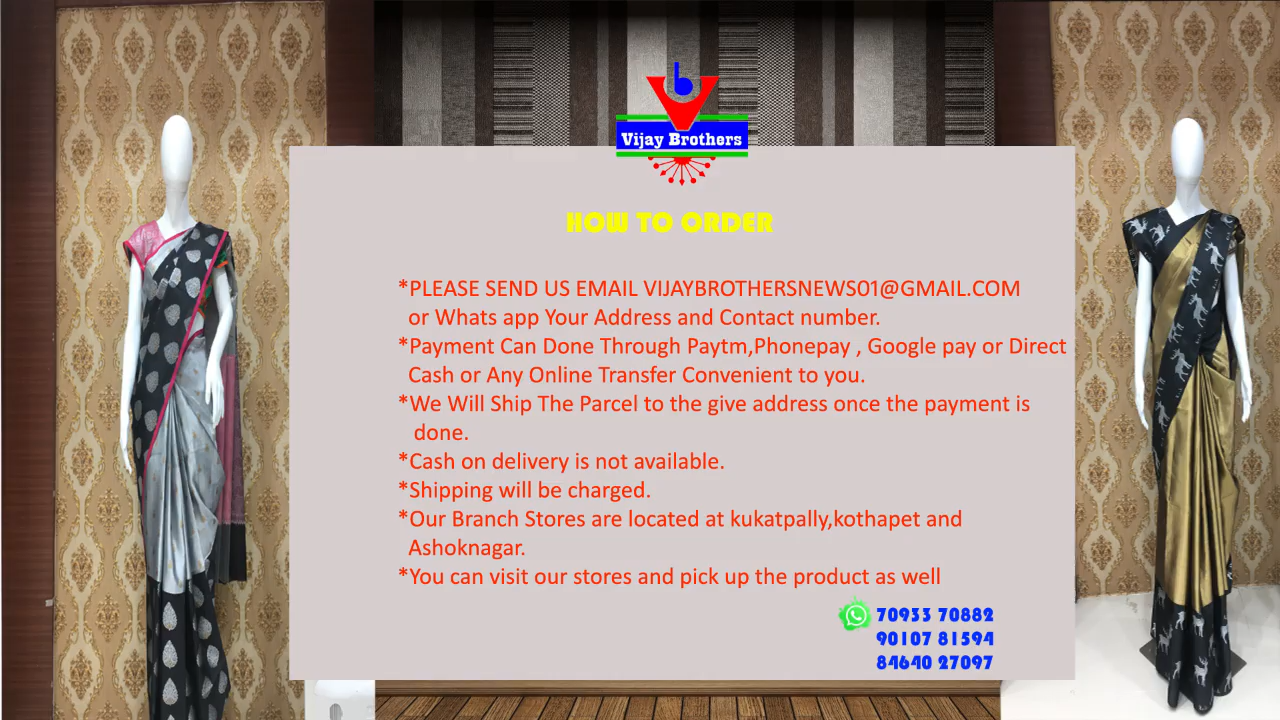 b
Vijay Brothers
HOW TO ORDER
*PLEASE SEND US EMAIL VIJAYBROTHERSNEWS01@GMAIL.COM
or Whats app Your Address and Contact number.
*Payment Can Done Through Paytm,Phonepay , Google pay or Direct
Cash or Any Online Transfer Convenient to you.
*We Will Ship The Parcel to the give address once the payment is
done.
*Cash on delivery is not available.
*Shipping will be charged.
*Our Branch Stores are located at kukatpally,kothapet and
Ashoknagar.
*You can visit our stores and pick up the product as well
70933 70882
90107 81594
84640 27097